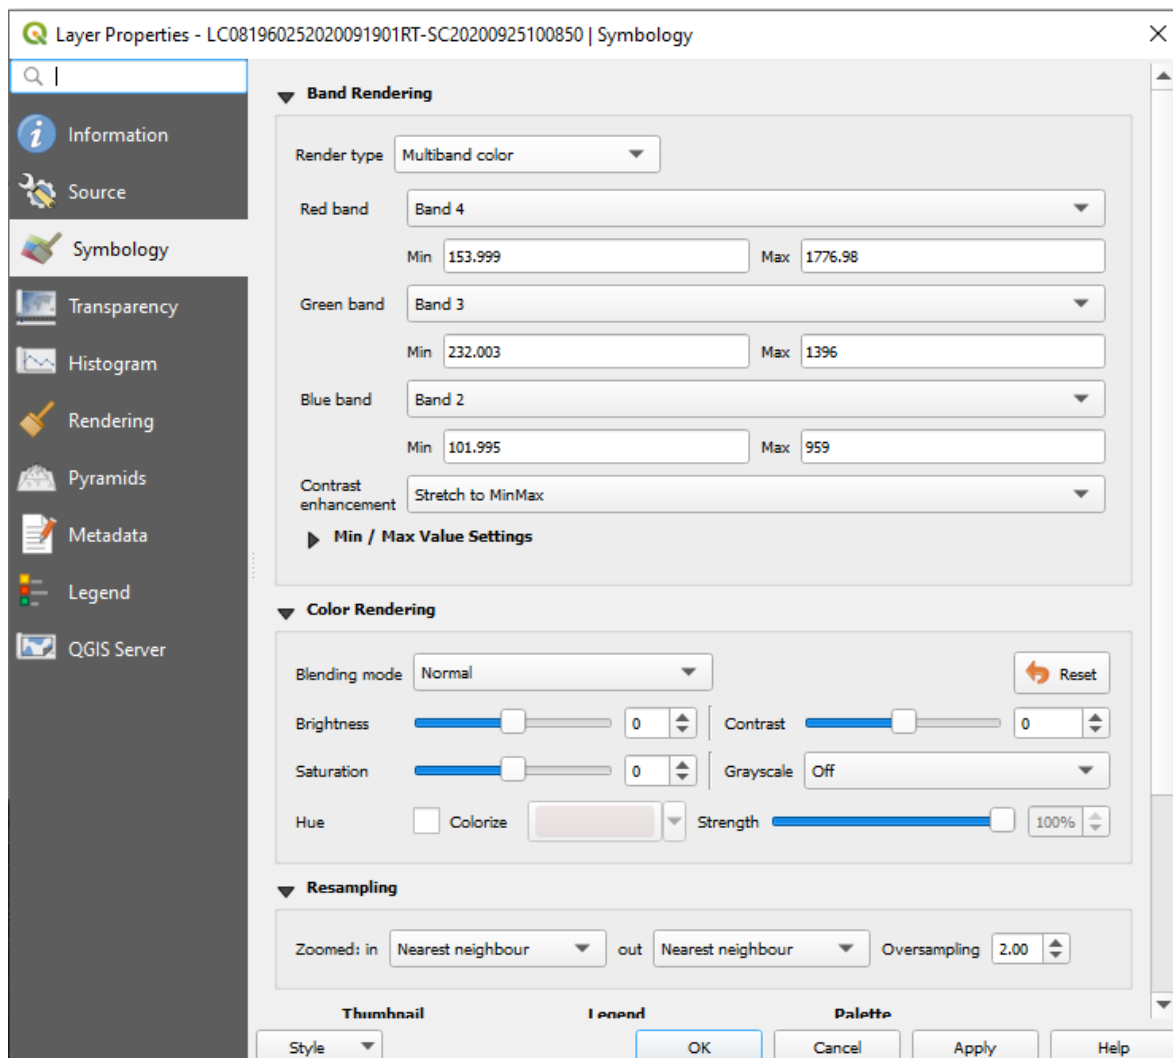 Layer Properties - LC081960252020091901RT-SC20200925100850 | Symbology
Information
Source
Symbology
Transparency
Histogram
Rendering
Pyramids
Metadata
Legend
QGIS Server
Band Rendering
Render type Multiband color
Red band Band 4
Min 153.999 Max 1776.98
Green band Band 3
Min 232.003 Max 1396
Blue band Band 2
Min 101.995 Max 959
Contrast
enhancement Stretch to MinMax
Min / Max Value Settings
Color Rendering
Blending mode Normal Reset
Brightness 0 Contrast 0
Saturation 0 Grayscale Off
Hue Colorize Strength 100%
Resampling
Zoomed: in Nearest neighbour out Nearest neighbour Oversampling 2.00
Thumbnail Legend Palette
Style OK Cancel Apply Help